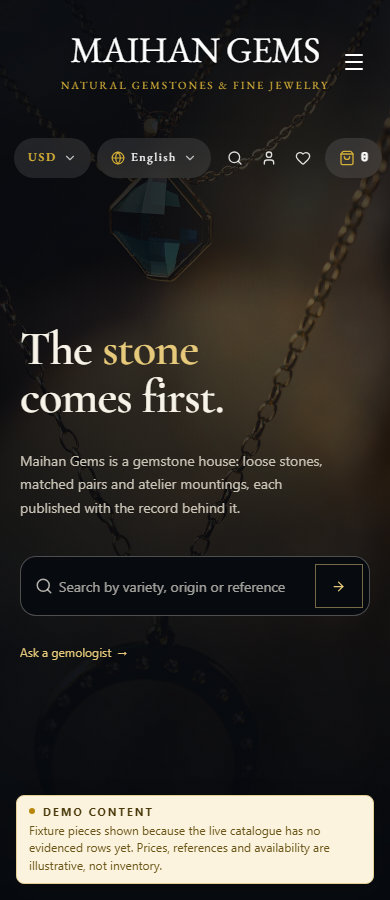 MAIHAN GEMS
NATURAL GEMSTONES & FINE JEWELRY
USD
English
0
The stone
comes first.
Maihan Gems is a gemstone house: loose stones,
matched pairs and atelier mountings, each
published with the record behind it.
Search by variety, origin or reference
→
Ask a gemologist →
DEMO CONTENT
Fixture pieces shown because the live catalogue has no
evidenced rows yet. Prices, references and availability are
illustrative, not inventory.